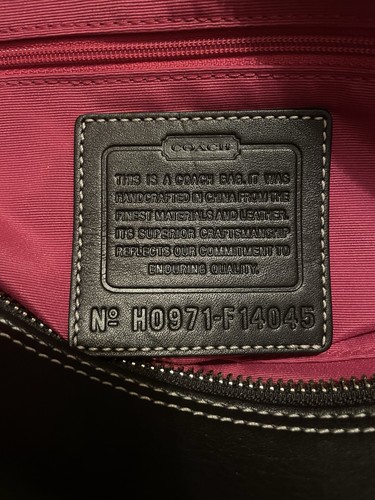 COACH
THIS IS A COACH BAG. IT WAS
HANDCRAFTED IN CHINA FROM THE
FINEST MATERIALS AND LEATHER.
IT'S SUPERIOR CRAFTSMANSHIP
REFLECTS OUR COMMITMENT TO
ENDURING QUALITY.
Nº H0971-F14045